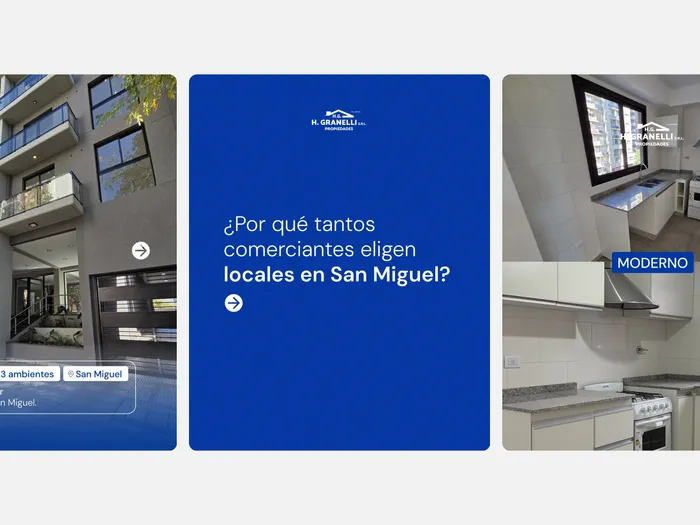 3 ambientes
San Miguel
n Miguel.
H.G.
H. GRANELLI S.R.L.
PROPIEDADES
¿Por qué tantos
comerciantes eligen
locales en San Miguel?
H.G.
H. GRANELLI S.R.L.
PROPIEDADES
MODERNO